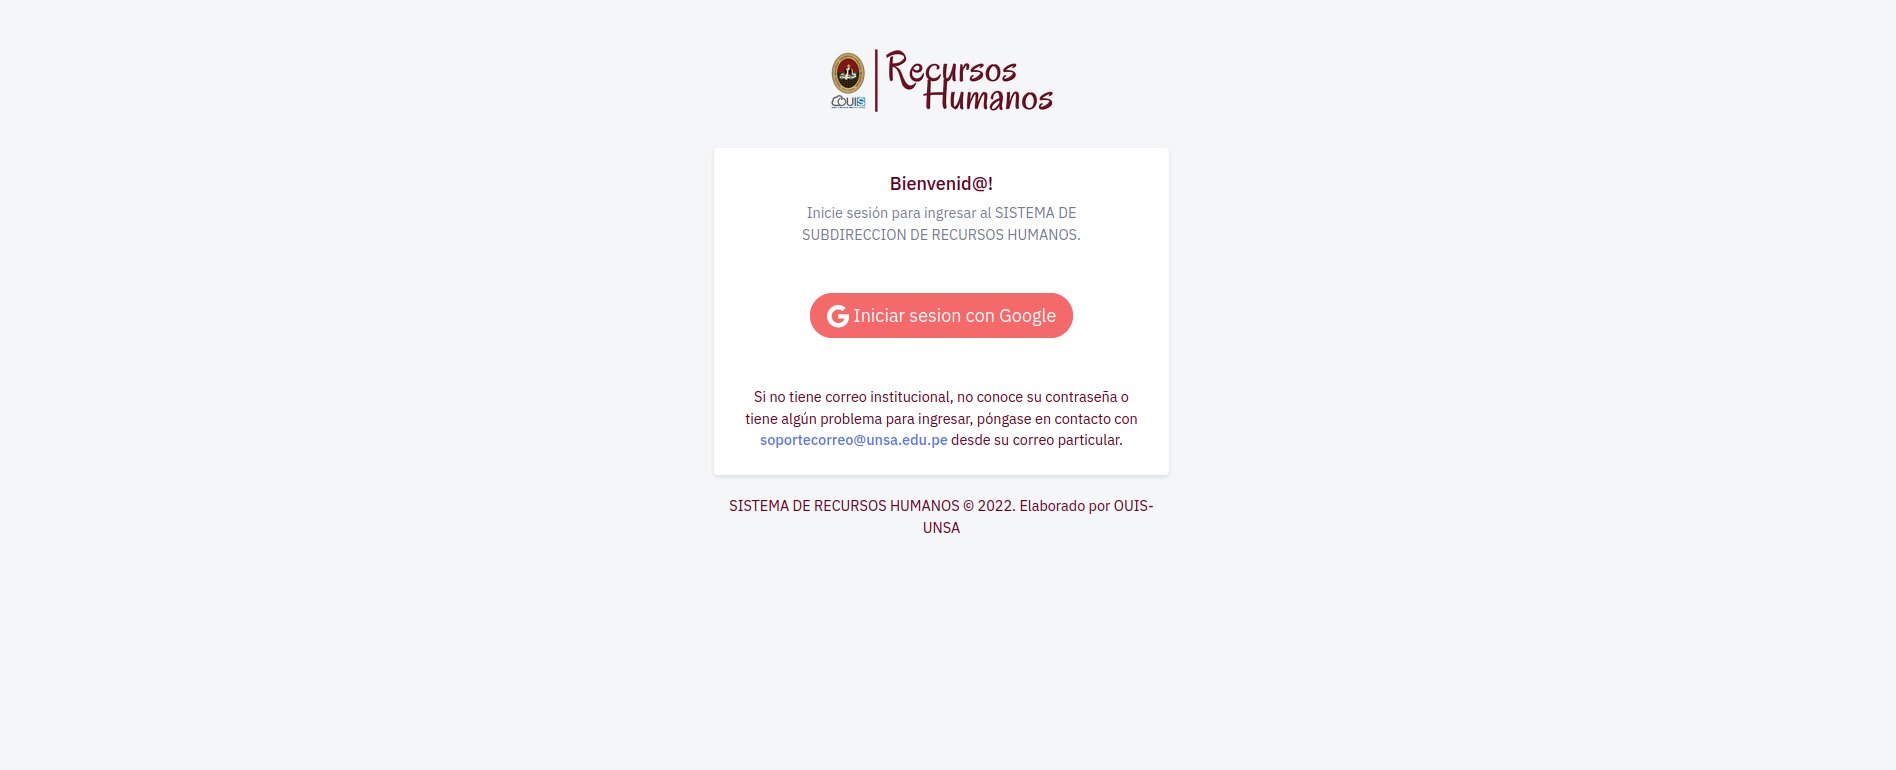 OUIS
Recursos
Humanos
Bienvenid@!
Inicie sesión para ingresar al SISTEMA DE
SUBDIRECCION DE RECURSOS HUMANOS.
Iniciar sesion con Google
Si no tiene correo institucional, no conoce su contraseña o
tiene algún problema para ingresar, póngase en contacto con
soportecorreo@unsa.edu.pe desde su correo particular.
SISTEMA DE RECURSOS HUMANOS © 2022. Elaborado por OUIS-
UNSA